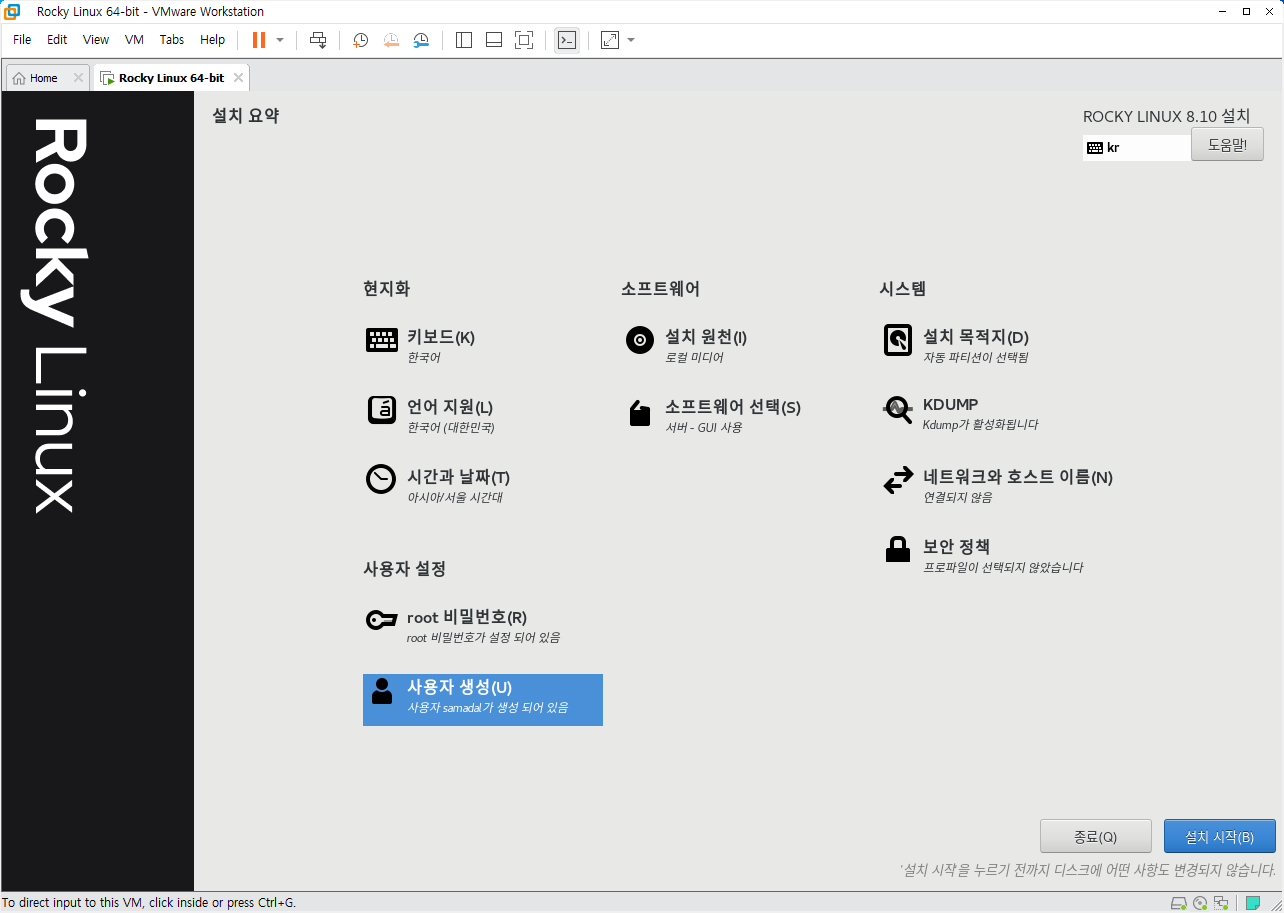 Rocky Linux 64-bit - VMware Workstation
File Edit View VM Tabs Help
Home
Rocky Linux 64-bit
Rocky Linux
설치 요약
ROCKY LINUX 8.10 설치
kr
도움말!
현지화
소프트웨어
시스템
키보드(K)
한국어
설치 원천(I)
로컬 미디어
설치 목적지(D)
자동 파티션이 선택됨
언어 지원(L)
한국어 (대한민국)
소프트웨어 선택(S)
서버 - GUI 사용
KDUMP
Kdump가 활성화됩니다
시간과 날짜(T)
아시아/서울 시간대
네트워크와 호스트 이름(N)
연결되지 않음
보안 정책
프로파일이 선택되지 않았습니다
사용자 설정
root 비밀번호(R)
root 비밀번호가 설정 되어 있음
사용자 생성(U)
사용자 samadal가 생성 되어 있음
종료(Q)
설치 시작(B)
'설치 시작'을 누르기 전까지 디스크에 어떤 사항도 변경되지 않습니다.
To direct input to this VM, click inside or press Ctrl+G.